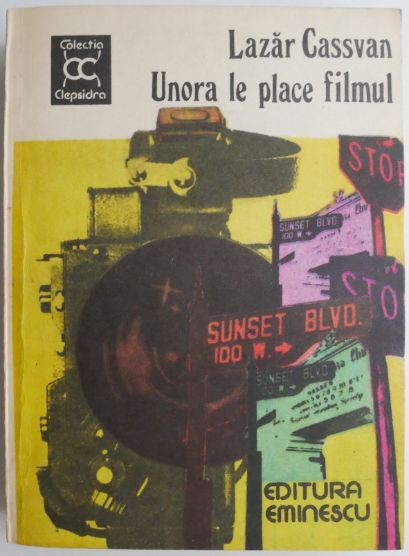 Colecția
Clepsidra
Lazăr Cassvan
Unora le place filmul
STOP
SUNSET BLVD
100 W. →
STO
SUNSET BLVD.
100 W. →
SUNSET BLVD
100 W. →
EDITURA
EMINESCU